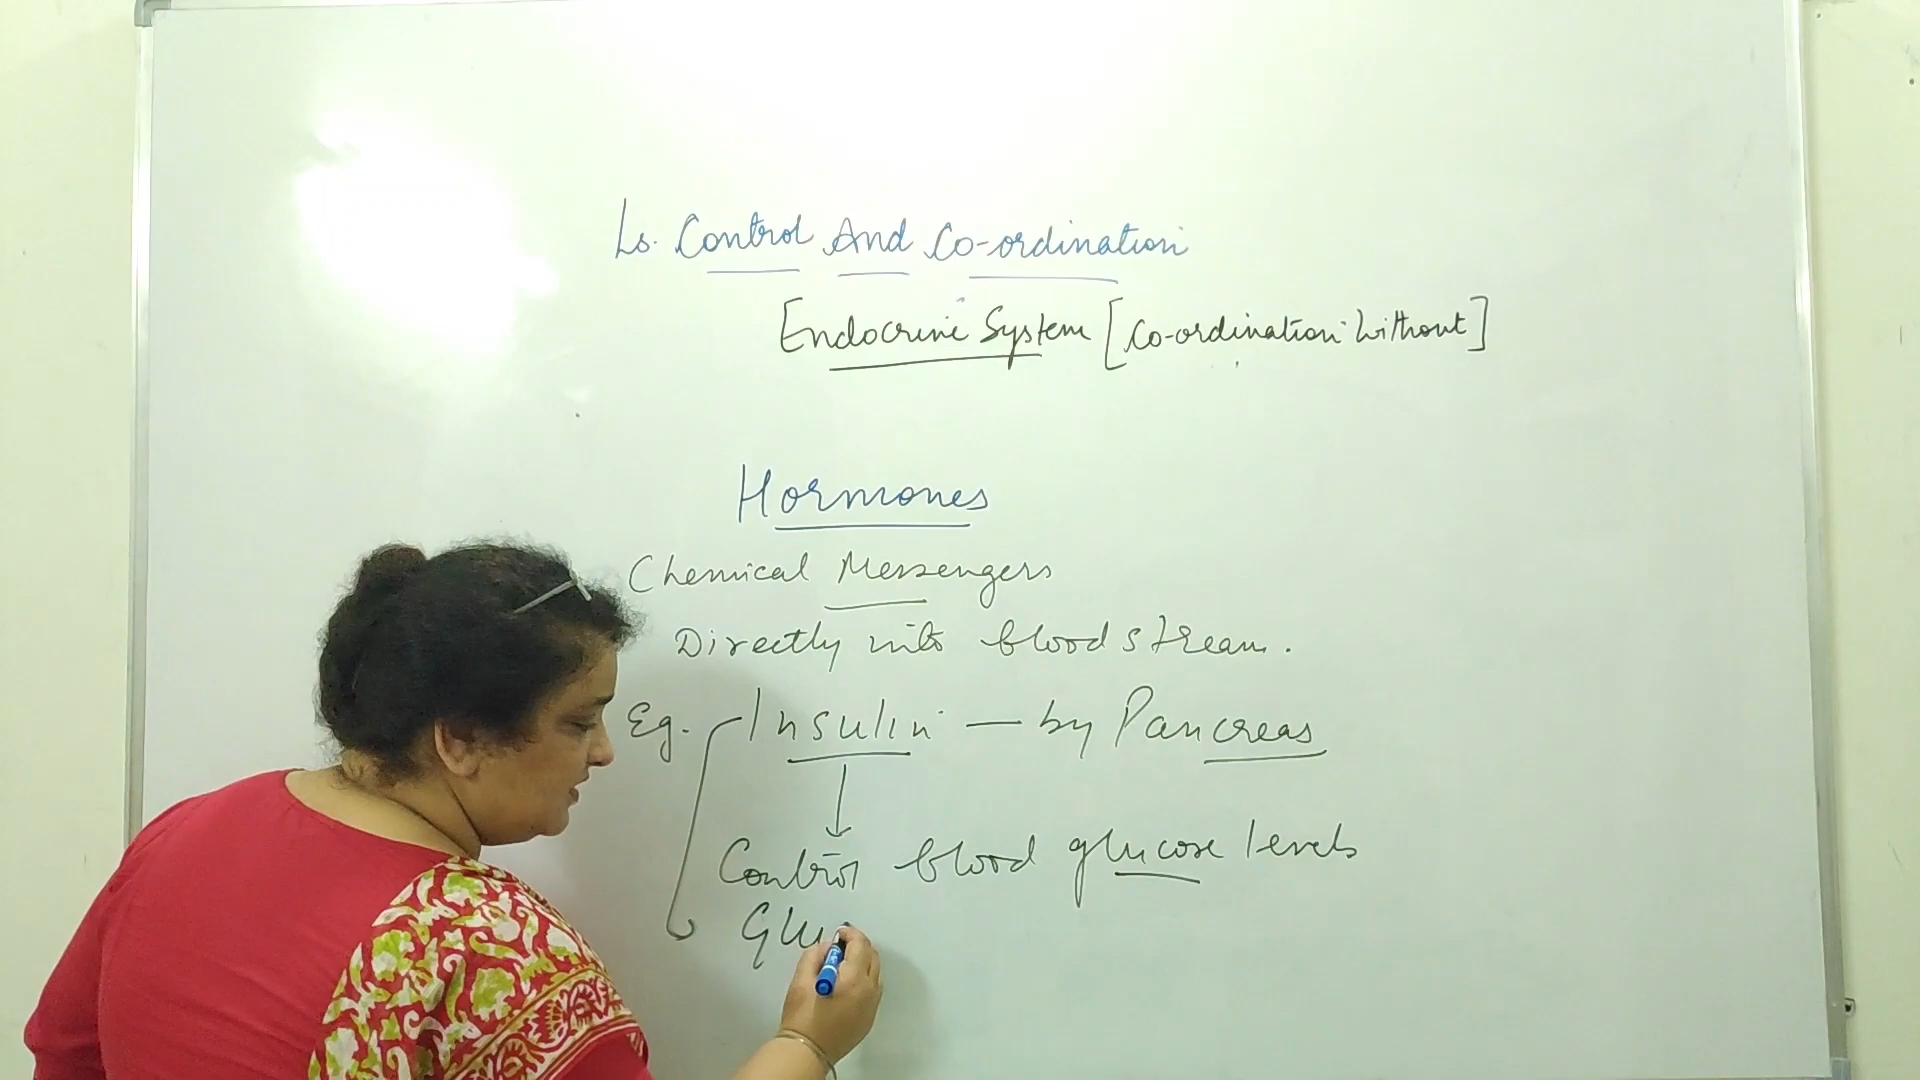 Ls. Control And Co-ordination
[Endocrine System [Co-ordination Without]
Hormones
Chemical Messengers
Directly into blood stream.
Eg. Insulin — by Pancreas
Control blood glucose levels
Glu